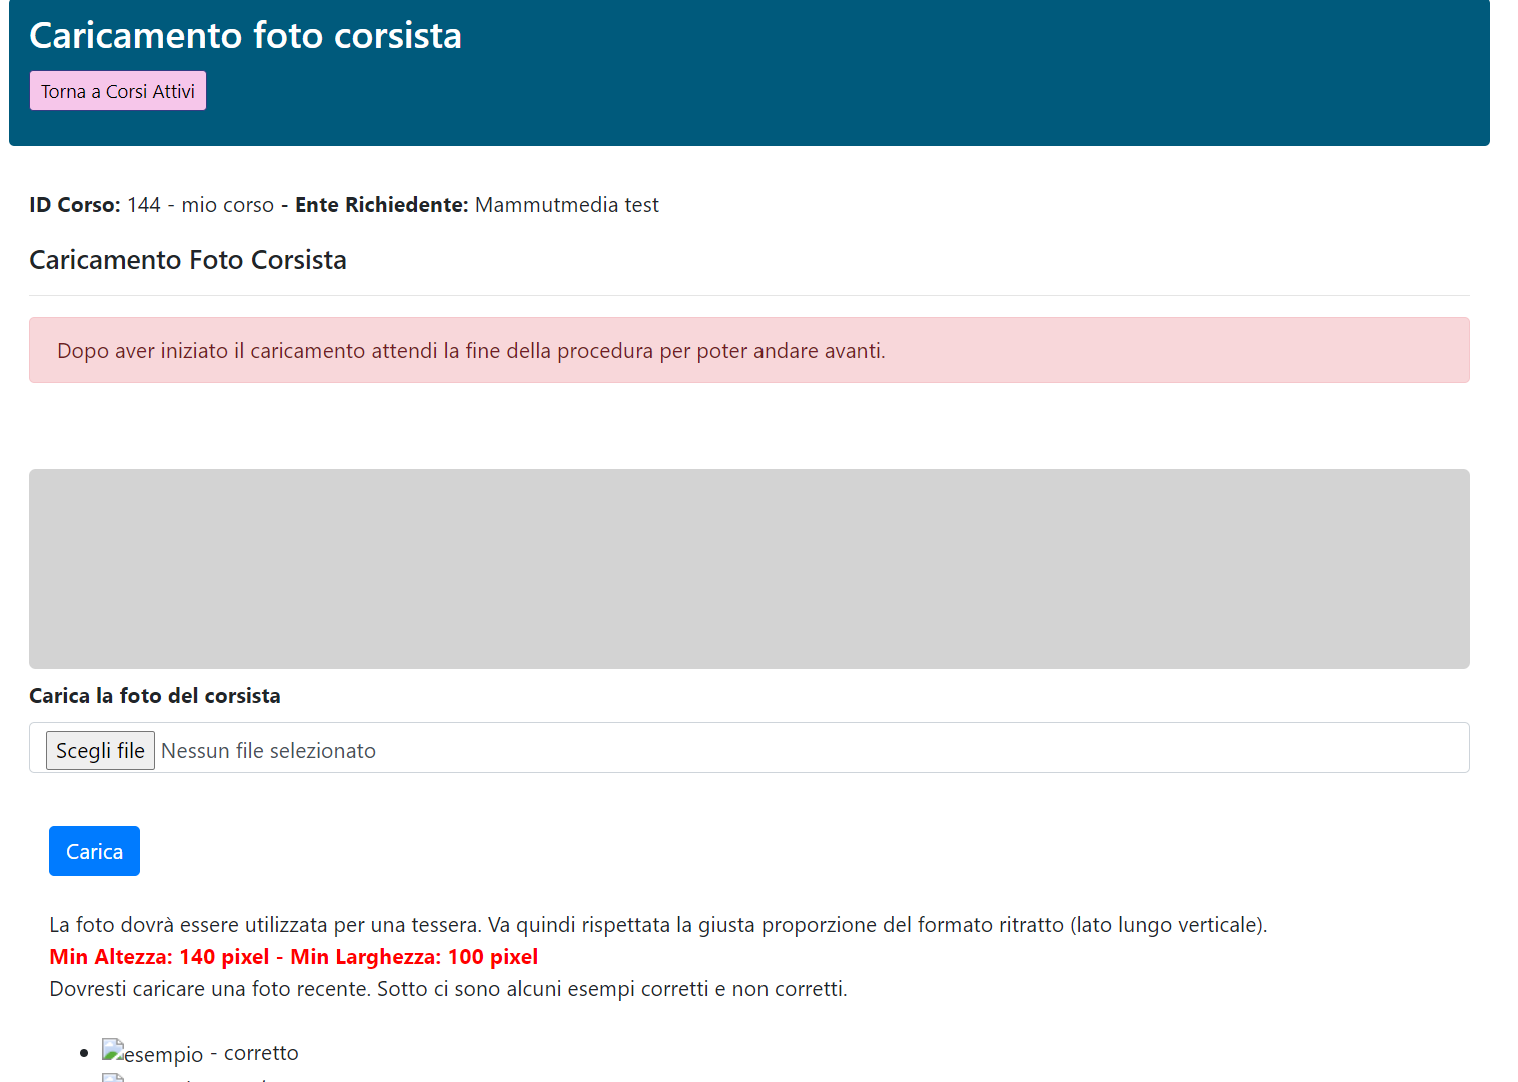 Caricamento foto corsista
Torna a Corsi Attivi
ID Corso: 144 - mio corso - Ente Richiedente: Mammutmedia test
Caricamento Foto Corsista
Dopo aver iniziato il caricamento attendi la fine della procedura per poter andare avanti.
Carica la foto del corsista
Scegli file Nessun file selezionato
Carica
La foto dovrà essere utilizzata per una tessera. Va quindi rispettata la giusta proporzione del formato ritratto (lato lungo verticale).
Min Altezza: 140 pixel - Min Larghezza: 100 pixel
Dovresti caricare una foto recente. Sotto ci sono alcuni esempi corretti e non corretti.
esempio - corretto